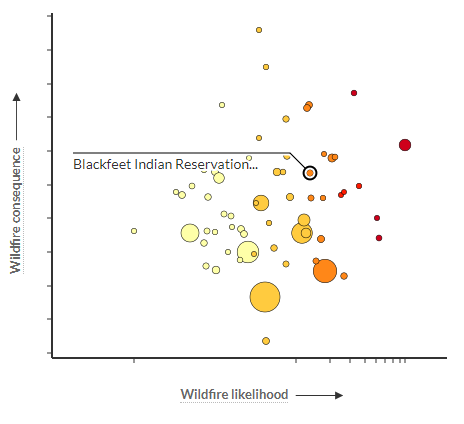 Blackfeet Indian Reservation...
Wildfire consequence
Wildfire likelihood